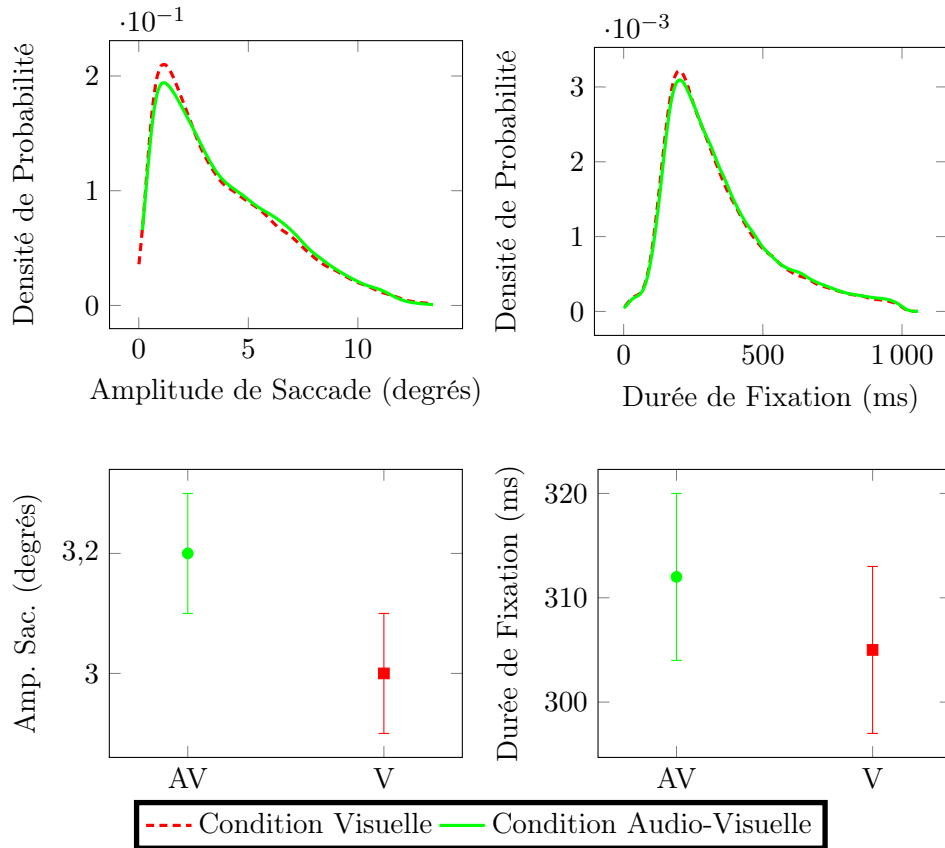 ·10−1
Densité de Probabilité
2
1
0
0 5 10
Amplitude de Saccade (degrés)
·10−3
Densité de Probabilité
3
2
1
0
0 500 1 000
Durée de Fixation (ms)
Amp. Sac. (degrés)
3,2
3
AV V
Durée de Fixation (ms)
320
310
300
AV V
Condition Visuelle Condition Audio-Visuelle